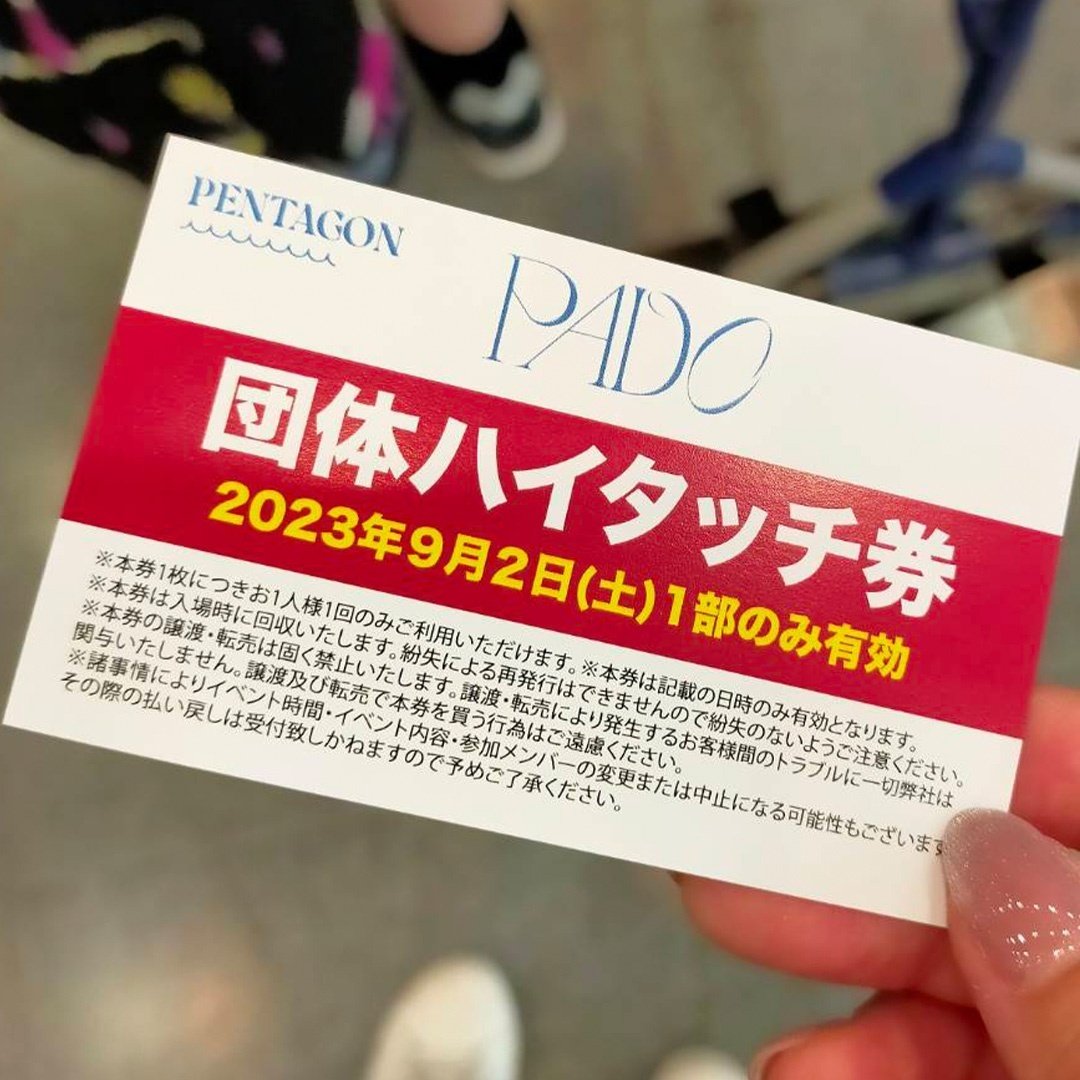 PENTAGON
PADO
団体ハイタッチ券
2023年9月2日(土)1部のみ有効
※本券1枚につきお1人様1回のみご利用いただけます。※本券は記載の日時のみ有効となります。
※本券は入場時に回収いたします。紛失による再発行はできませんので紛失のないようご注意ください。
※本券の譲渡・転売は固く禁止いたします。譲渡・転売により発生するお客様間のトラブルに一切弊社は
関与いたしません。譲渡及び転売で本券を買う行為はご遠慮ください。
※諸事情によりイベント時間・イベント内容・参加メンバーの変更または中止になる可能性もございます
その際の払い戻しは受付致しかねますので予めご了承ください。